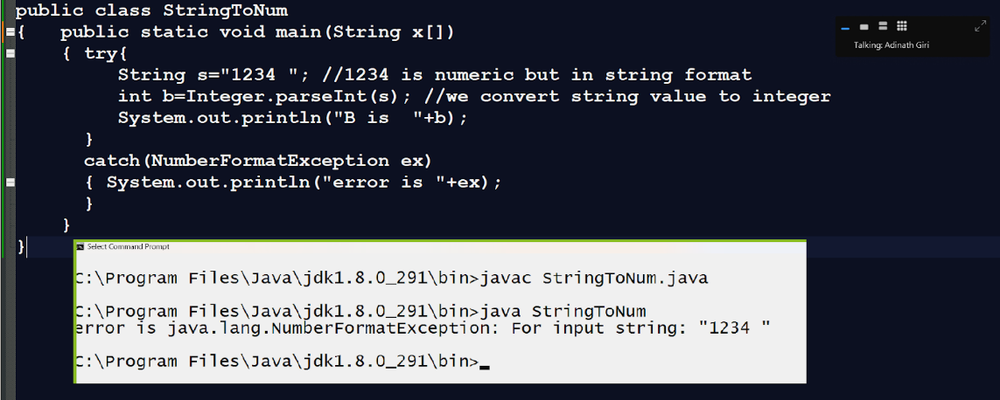 public class StringToNum
{ public static void main(String x[])
{ try{
String s="1234 "; //1234 is numeric but in string format
int b=Integer.parseInt(s); //we convert string value to integer
System.out.println("B is  "+b);
}
catch(NumberFormatException ex)
{ System.out.println("error is "+ex);
}
}
}
Talking: Adinath Giri
Select Command Prompt
C:\Program Files\Java\jdk1.8.0_291\bin>javac StringToNum.java
C:\Program Files\Java\jdk1.8.0_291\bin>java StringToNum
error is java.lang.NumberFormatException: For input string: "1234 "
C:\Program Files\Java\jdk1.8.0_291\bin>